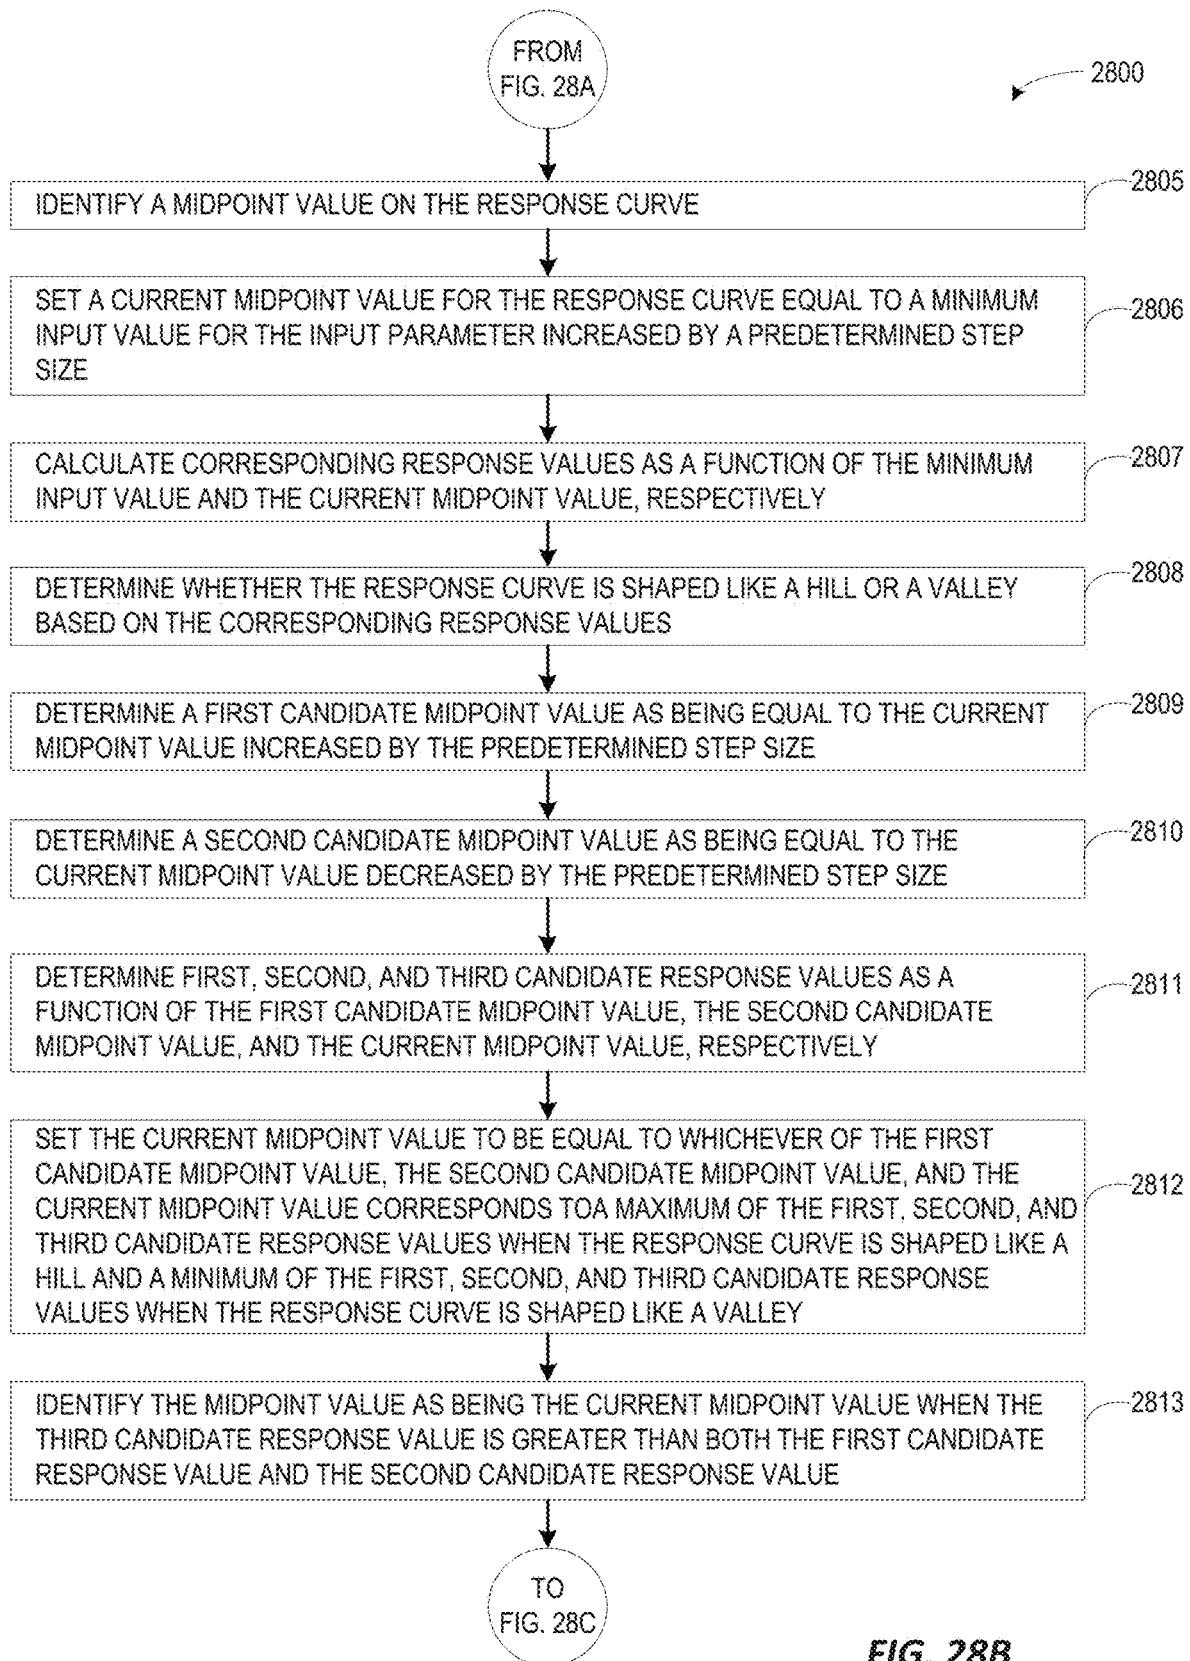 FROM
FIG. 28A
2800
2805
IDENTIFY A MIDPOINT VALUE ON THE RESPONSE CURVE
2806
SET A CURRENT MIDPOINT VALUE FOR THE RESPONSE CURVE EQUAL TO A MINIMUM
INPUT VALUE FOR THE INPUT PARAMETER INCREASED BY A PREDETERMINED STEP
SIZE
2807
CALCULATE CORRESPONDING RESPONSE VALUES AS A FUNCTION OF THE MINIMUM
INPUT VALUE AND THE CURRENT MIDPOINT VALUE, RESPECTIVELY
2808
DETERMINE WHETHER THE RESPONSE CURVE IS SHAPED LIKE A HILL OR A VALLEY
BASED ON THE CORRESPONDING RESPONSE VALUES
2809
DETERMINE A FIRST CANDIDATE MIDPOINT VALUE AS BEING EQUAL TO THE CURRENT
MIDPOINT VALUE INCREASED BY THE PREDETERMINED STEP SIZE
2810
DETERMINE A SECOND CANDIDATE MIDPOINT VALUE AS BEING EQUAL TO THE
CURRENT MIDPOINT VALUE DECREASED BY THE PREDETERMINED STEP SIZE
2811
DETERMINE FIRST, SECOND, AND THIRD CANDIDATE RESPONSE VALUES AS A
FUNCTION OF THE FIRST CANDIDATE MIDPOINT VALUE, THE SECOND CANDIDATE
MIDPOINT VALUE, AND THE CURRENT MIDPOINT VALUE, RESPECTIVELY
2812
SET THE CURRENT MIDPOINT VALUE TO BE EQUAL TO WHICHEVER OF THE FIRST
CANDIDATE MIDPOINT VALUE, THE SECOND CANDIDATE MIDPOINT VALUE, AND THE
CURRENT MIDPOINT VALUE CORRESPONDS TOA MAXIMUM OF THE FIRST, SECOND, AND
THIRD CANDIDATE RESPONSE VALUES WHEN THE RESPONSE CURVE IS SHAPED LIKE A
HILL AND A MINIMUM OF THE FIRST, SECOND, AND THIRD CANDIDATE RESPONSE
VALUES WHEN THE RESPONSE CURVE IS SHAPED LIKE A VALLEY
2813
IDENTIFY THE MIDPOINT VALUE AS BEING THE CURRENT MIDPOINT VALUE WHEN THE
THIRD CANDIDATE RESPONSE VALUE IS GREATER THAN BOTH THE FIRST CANDIDATE
RESPONSE VALUE AND THE SECOND CANDIDATE RESPONSE VALUE
TO
FIG. 28C
FIG. 28B